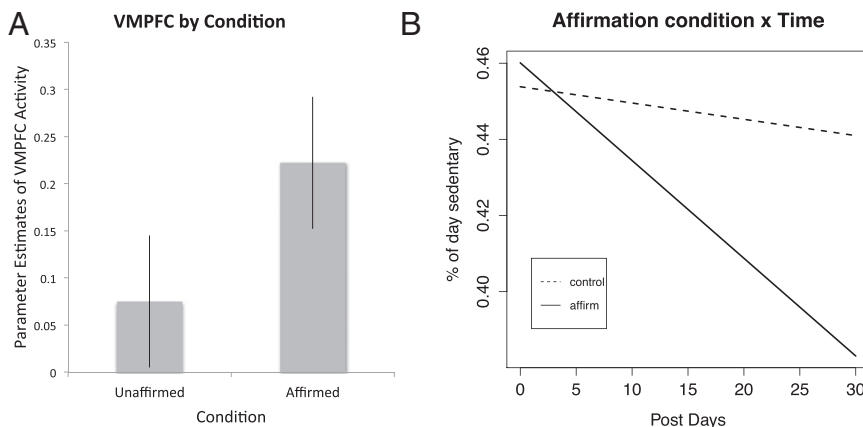 A
VMPFC by Condition
Parameter Estimates of VMPFC Activity
0.35
0.3
0.25
0.2
0.15
0.1
0.05
0
Unaffirmed
Affirmed
Condition
B
Affirmation condition x Time
% of day sedentary
0.46
0.44
0.42
0.40
control
affirm
0
5
10
15
20
25
30
Post Days